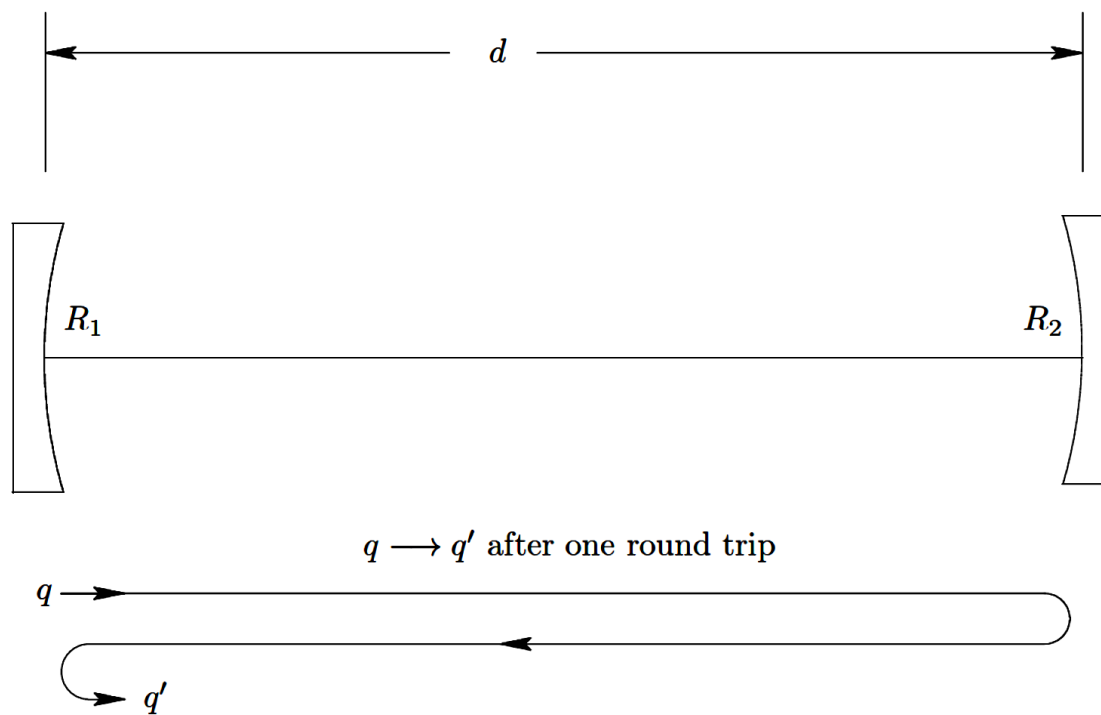 d
R₁
R₂
q ⟶ q′ after one round trip
q
q′